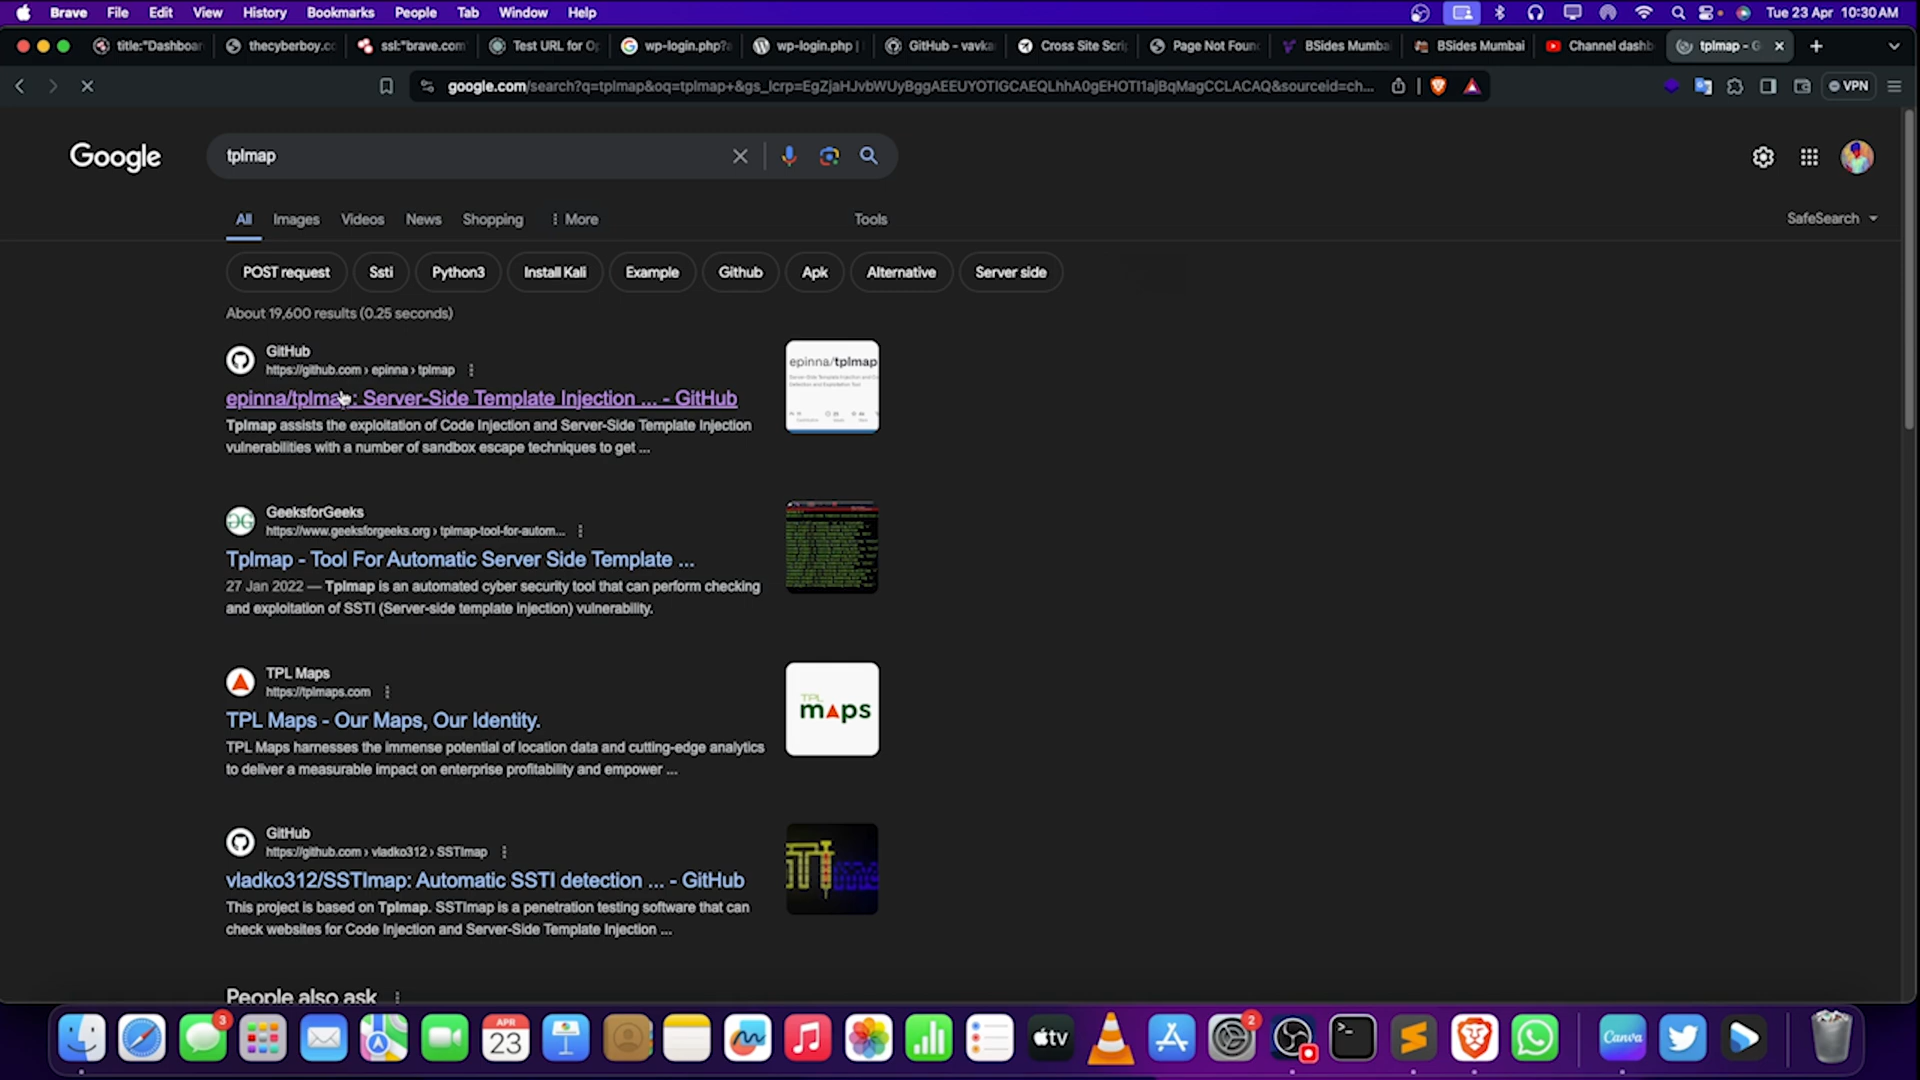 Brave File Edit View History Bookmarks People Tab Window Help Tue 23 Apr 10:30 AM
title:"Dashboar thecyberboy.cc ssl:"brave.com Test URL for O wp-login.php? wp-login.php | GitHub - vavka Cross Site Scri Page Not Foun BSides Mumba BSides Mumbai Channel dashb tplmap - G
google.com/search?q=tplmap&oq=tplmap+&gs_lcrp=EgZjaHJvbWUyBggAEEUYOTIGCAEQLhhA0gEHOTI1ajBqMagCCLACAQ&sourceid=ch... VPN
Google tplmap
All Images Videos News Shopping More Tools SafeSearch
POST request Ssti Python3 Install Kali Example Github Apk Alternative Server side
About 19,600 results (0.25 seconds)
GitHub
https://github.com › epinna › tplmap
epinna/tplmap: Server-Side Template Injection ... - GitHub
Tplmap assists the exploitation of Code Injection and Server-Side Template Injection
vulnerabilities with a number of sandbox escape techniques to get ...
epinna/tplmap
GeeksforGeeks
https://www.geeksforgeeks.org › tplmap-tool-for-autom...
Tplmap - Tool For Automatic Server Side Template ...
27 Jan 2022 — Tplmap is an automated cyber security tool that can perform checking
and exploitation of SSTI (Server-side template injection) vulnerability.
TPL Maps
https://tplmaps.com
TPL Maps - Our Maps, Our Identity.
TPL Maps harnesses the immense potential of location data and cutting-edge analytics
to deliver a measurable impact on enterprise profitability and empower ...
TPL
maps
GitHub
https://github.com › vladko312 › SSTImap
vladko312/SSTImap: Automatic SSTI detection ... - GitHub
This project is based on Tplmap. SSTImap is a penetration testing software that can
check websites for Code Injection and Server-Side Template Injection ...
People also ask
3 APR 23 tv 2 Canva